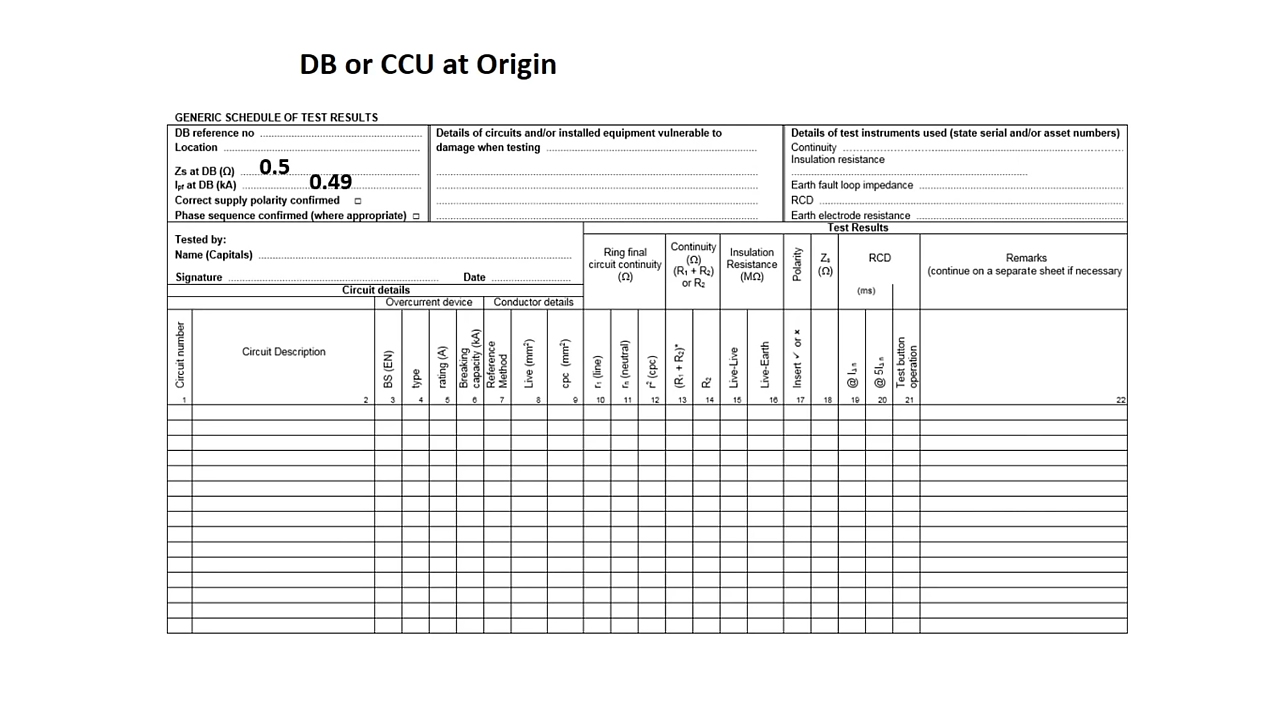 DB or CCU at Origin
GENERIC SCHEDULE OF TEST RESULTS
DB reference no
Location
Zs at DB (Ω) 0.5
Ipf at DB (kA) 0.49
Correct supply polarity confirmed □
Phase sequence confirmed (where appropriate) □
Details of circuits and/or installed equipment vulnerable to
damage when testing
Details of test instruments used (state serial and/or asset numbers)
Continuity
Insulation resistance
Earth fault loop impedance
RCD
Earth electrode resistance
Tested by:
Name (Capitals)
Signature Date
Test Results
Circuit details
Overcurrent device Conductor details
Ring final
circuit continuity
(Ω)
Continuity
(Ω)
(R₁ + R₂)
or R₂
Insulation
Resistance
(MΩ)
Polarity
Zs
(Ω)
RCD
(ms)
Remarks
(continue on a separate sheet if necessary
Circuit number
Circuit Description
BS (EN)
type
rating (A)
Breaking
capacity (kA)
Reference
Method
Live (mm²)
cpc (mm²)
r₁ (line)
rₙ (neutral)
r² (cpc)
(R₁ + R₂)*
R₂
Live-Live
Live-Earth
Insert ✓ or ×
@ I∆n
@ 5I∆n
Test button
operation
1 2 3 4 5 6 7 8 9 10 11 12 13 14 15 16 17 18 19 20 21 22